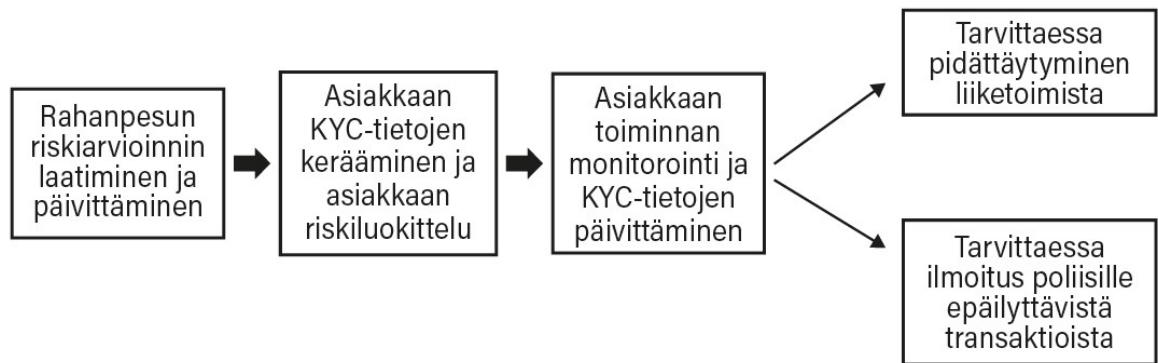 Rahanpesun
riskiarvioinnin
laatiminen ja
päivittäminen
Asiakkaan
KYC-tietojen
kerääminen ja
asiakkaan
riskiluokittelu
Asiakkaan
toiminnan
monitorointi ja
KYC-tietojen
päivittäminen
Tarvittaessa
pidättäytyminen
liiketoimista
Tarvittaessa
ilmoitus poliisille
epäilyttävistä
transaktioista